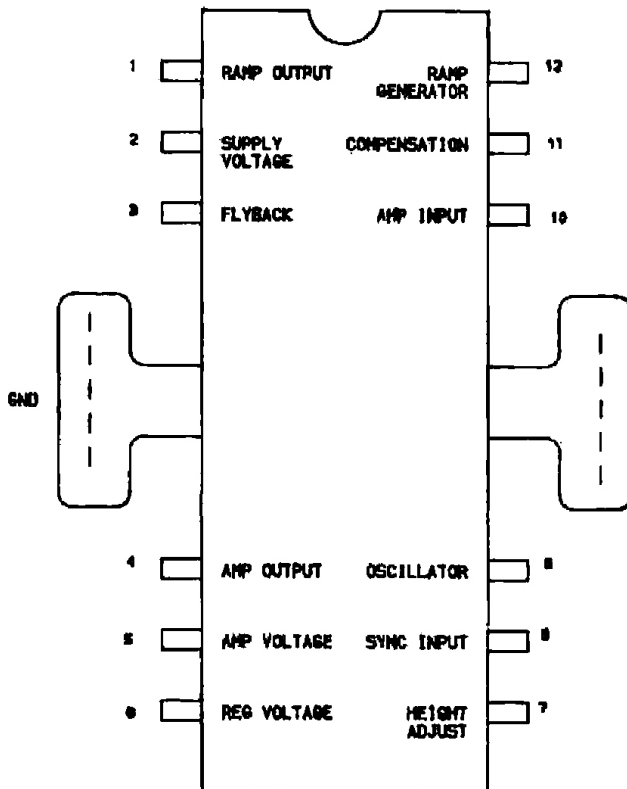 1 RAMP OUTPUT
RAMP GENERATOR 12
2 SUPPLY VOLTAGE
COMPENSATION 11
3 FLYBACK
AMP INPUT 10
GND
4 AMP OUTPUT
OSCILLATOR
5 AMP VOLTAGE
SYNC INPUT
6 REG VOLTAGE
HEIGHT ADJUST 7